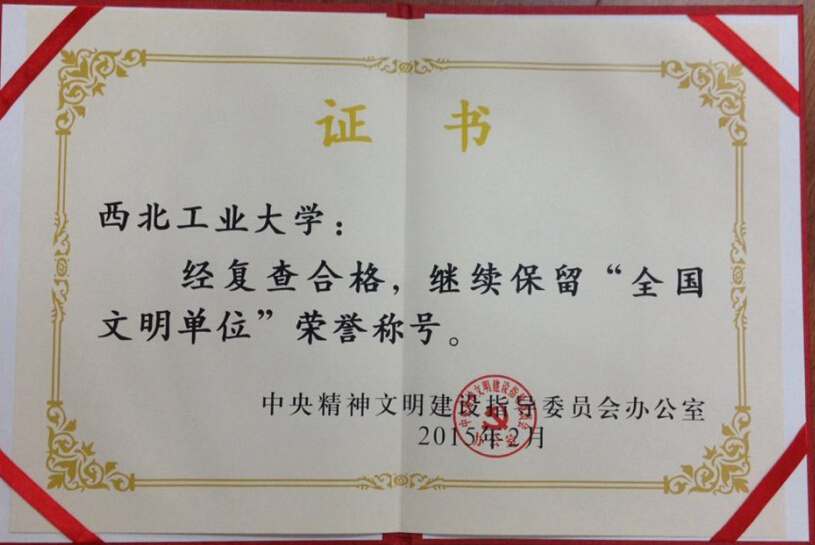 证 书
西北工业大学：
经复查合格，继续保留“全国
文明单位”荣誉称号。
中央精神文明建设指导委员会办公室
2015年2月